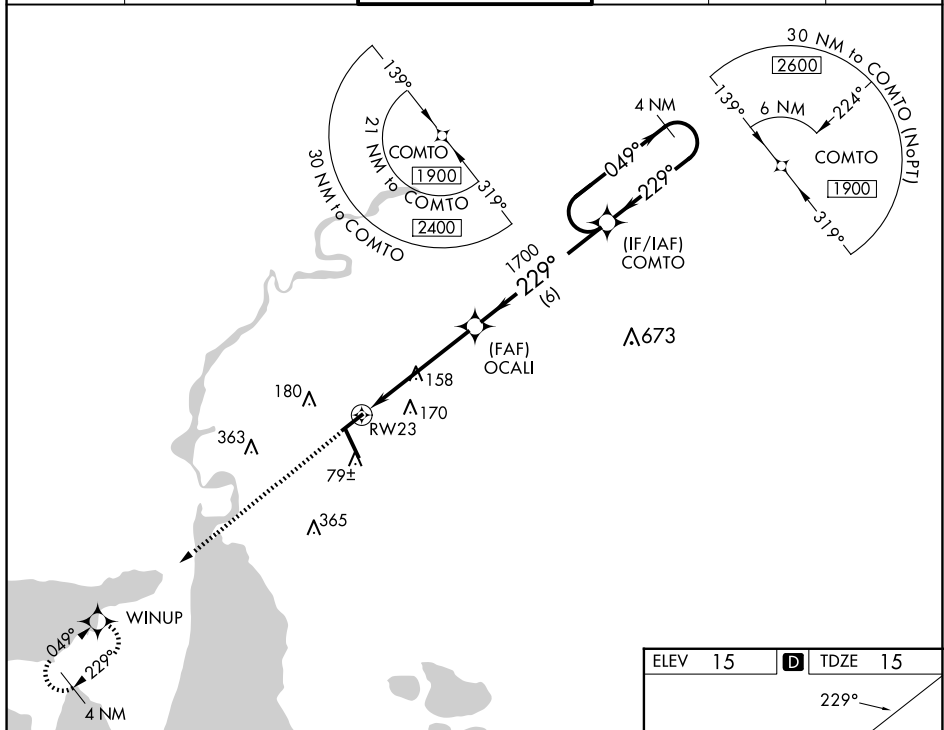 30 NM to COMTO (NoPT)
2600
139°
6 NM
224°
COMTO
1900
319°
139°
21 NM to COMTO
COMTO
1900
319°
2400
30 NM to COMTO
4 NM
049°
229°
(IF/IAF)
COMTO
1700
229°
(6)
(FAF)
OCALI
673
158
180
170
RW23
363
79±
365
WINUP
049°
229°
4 NM
ELEV 15 D TDZE 15
229°